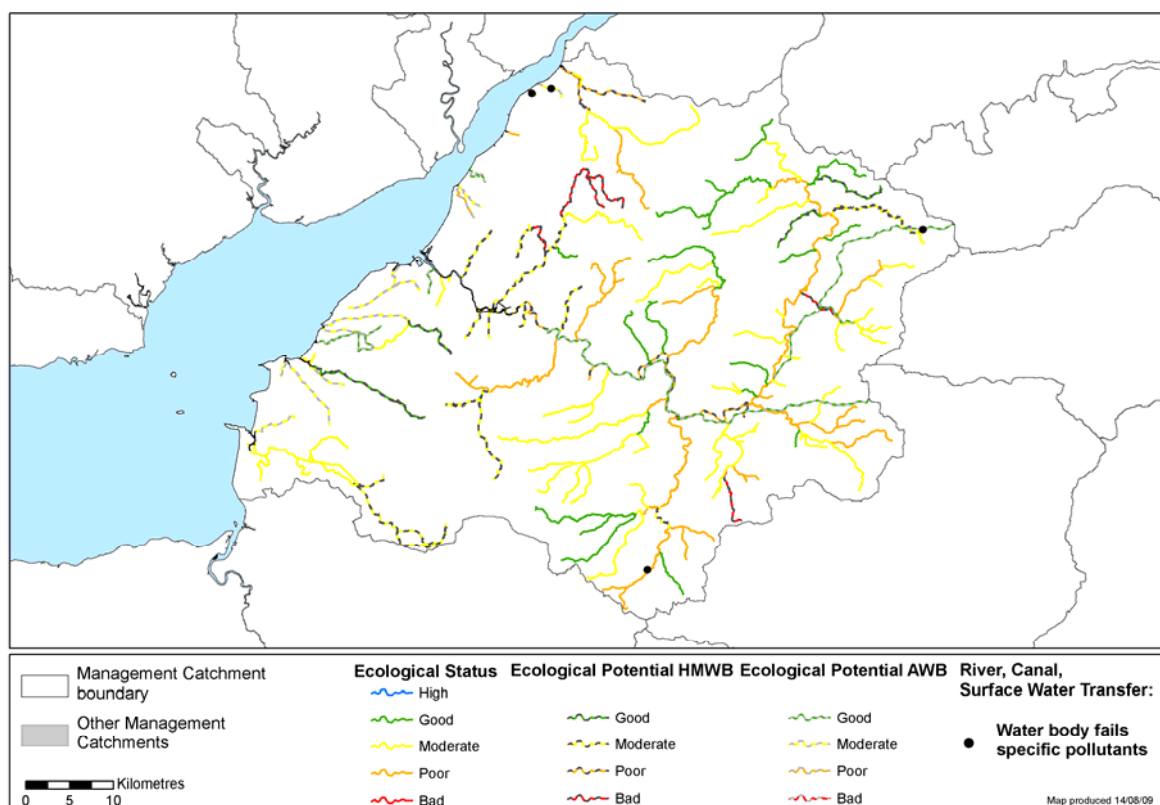 Management Catchment
boundary
Other Management
Catchments
Kilometres
0 5 10
Ecological Status
High
Good
Moderate
Poor
Bad
Ecological Potential HMWB
Good
Moderate
Poor
Bad
Ecological Potential AWB
Good
Moderate
Poor
Bad
River, Canal,
Surface Water Transfer:
Water body fails
specific pollutants
Map produced 14/08/09